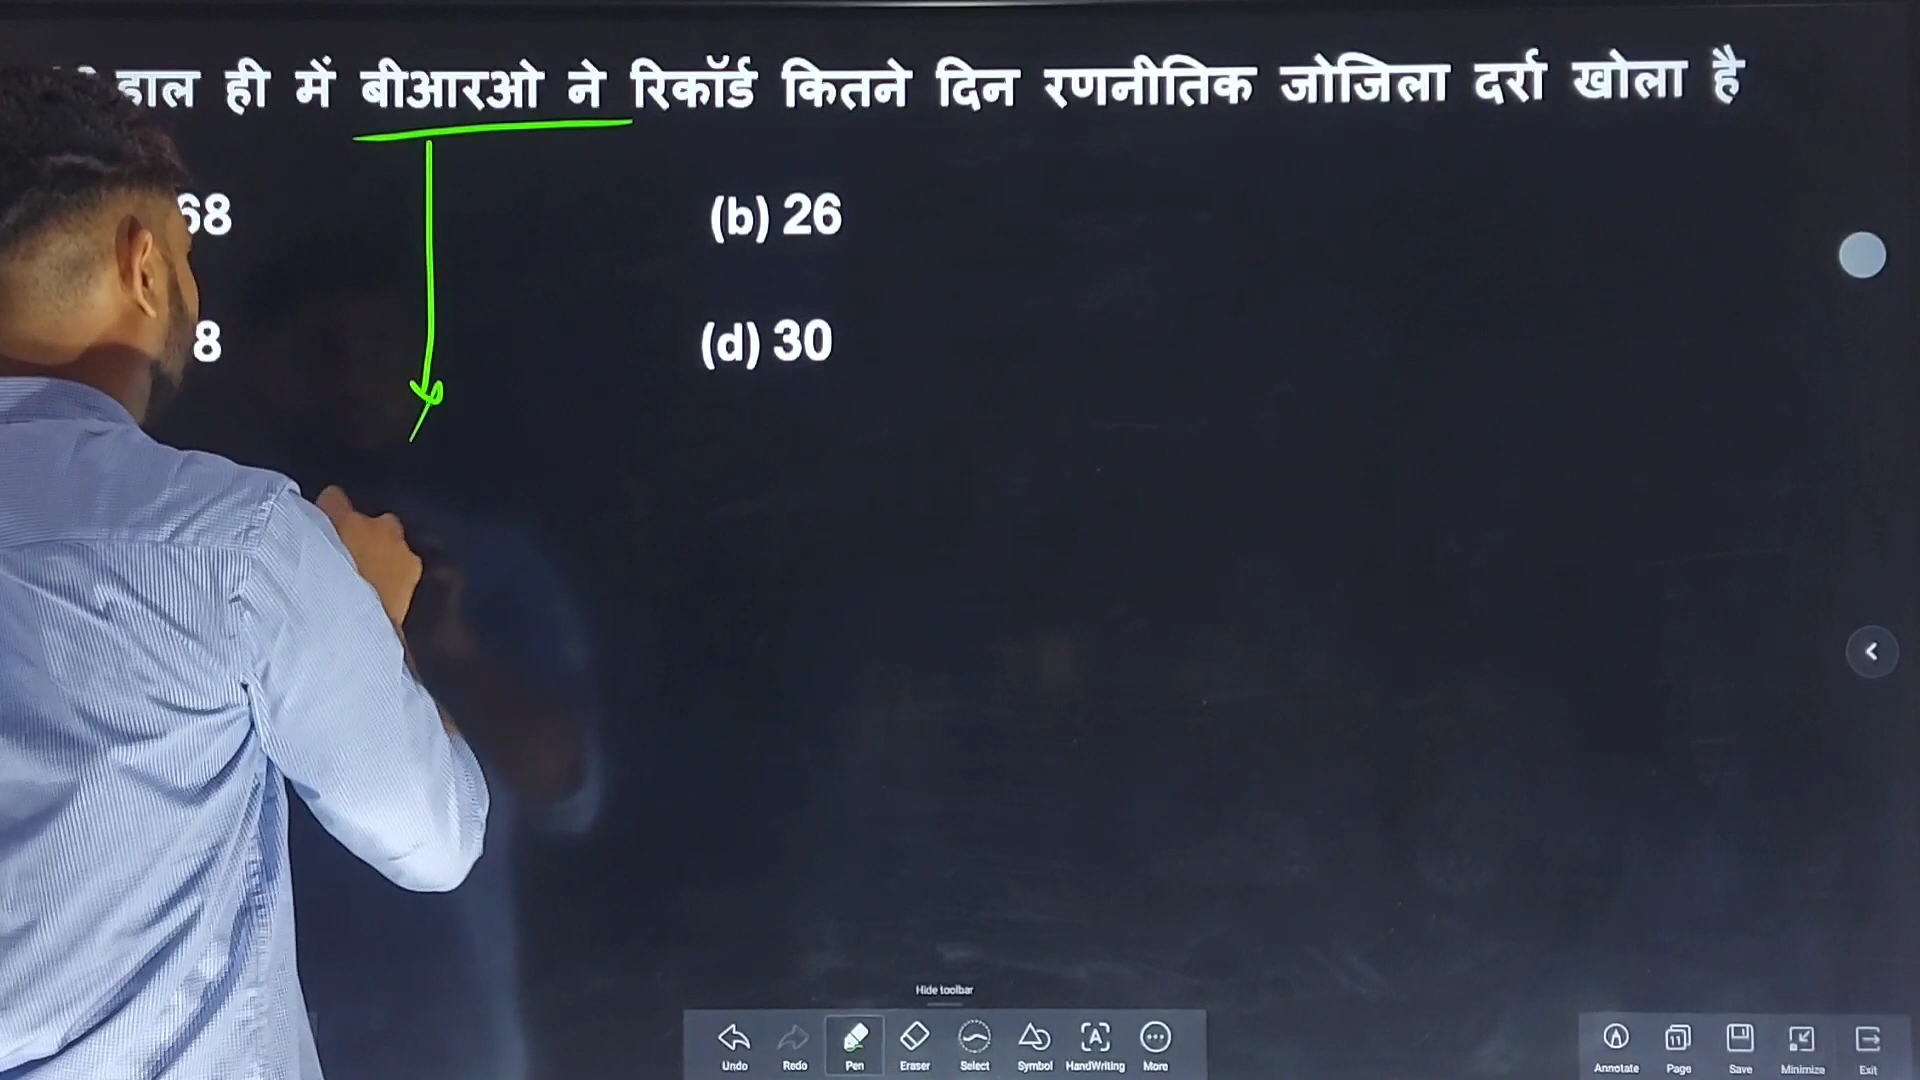 हाल ही में बीआरओ ने रिकॉर्ड कितने दिन रणनीतिक जोजिला दर्रा खोला है
68 (b) 26
8 (d) 30
Hide toolbar
Undo Redo Pen Eraser Select Symbol HandWriting More
11
Annotate Page Save Minimize Exit